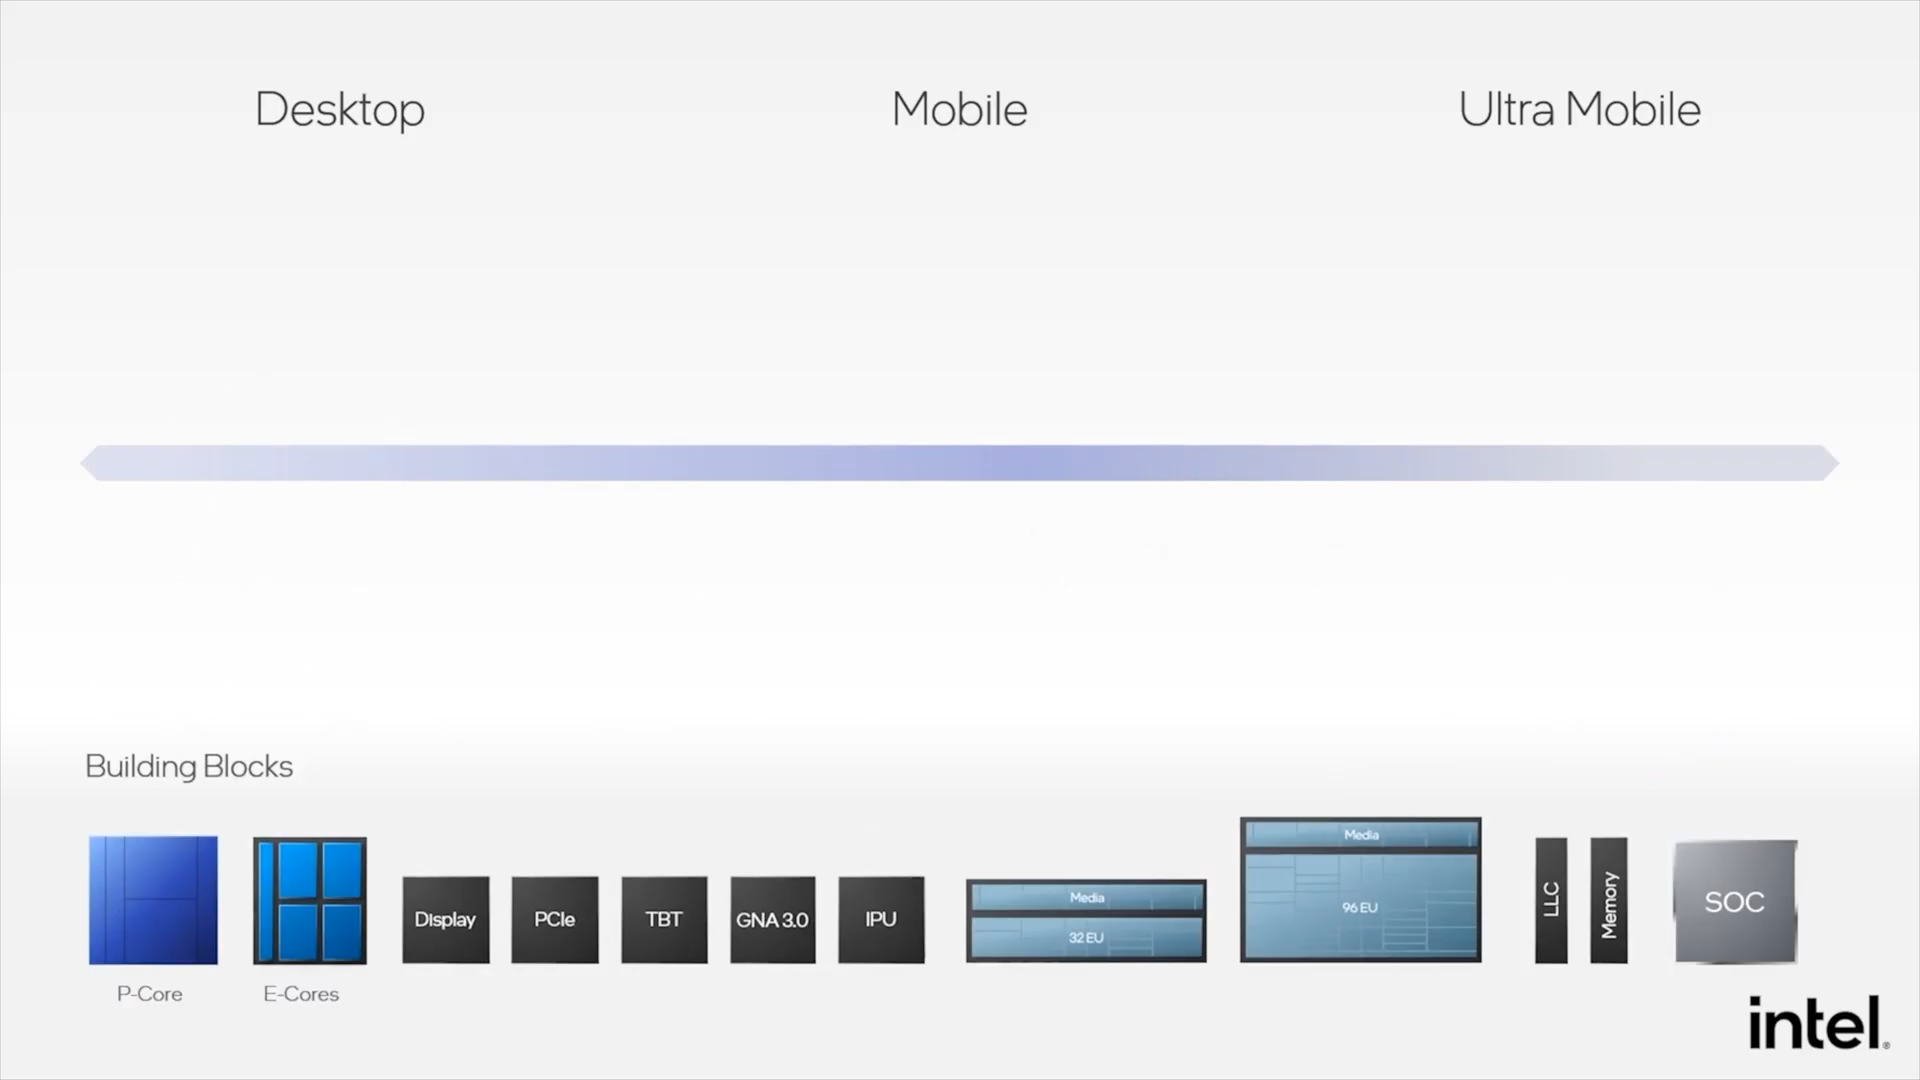 Desktop
Mobile
Ultra Mobile
Building Blocks
P-Core
E-Cores
Display
PCIe
TBT
GNA 3.0
IPU
Media
32 EU
Media
96 EU
LLC
Memory
SOC
intel®